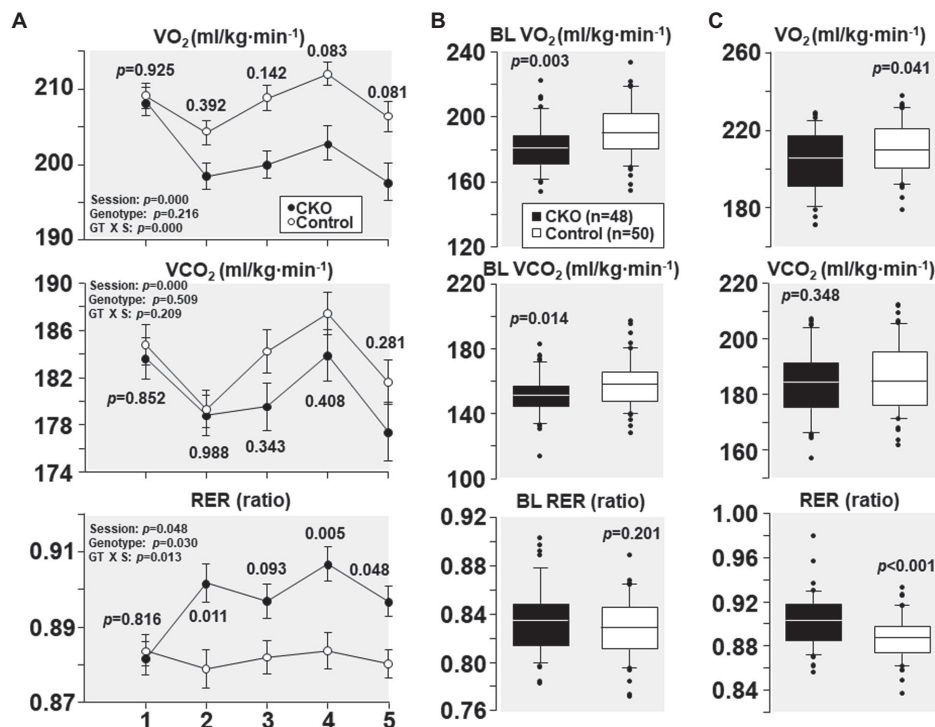 A
VO₂ (ml/kg·min⁻¹)
210
200
190
p=0.925
0.392
0.142
0.083
0.081
Session: p=0.000
Genotype: p=0.216
GT X S: p=0.000
CKO
Control
VCO₂ (ml/kg·min⁻¹)
190
186
182
178
174
Session: p=0.000
Genotype: p=0.509
GT X S: p=0.209
p=0.852
0.988
0.343
0.408
0.281
RER (ratio)
0.91
0.89
0.87
Session: p=0.048
Genotype: p=0.030
GT X S: p=0.013
p=0.816
0.011
0.093
0.005
0.048
1 2 3 4 5
B
BL VO₂ (ml/kg·min⁻¹)
240
200
160
120
p=0.003
CKO (n=48)
Control (n=50)
BL VCO₂ (ml/kg·min⁻¹)
220
180
140
100
p=0.014
BL RER (ratio)
0.92
0.88
0.84
0.80
0.76
p=0.201
C
VO₂ (ml/kg·min⁻¹)
260
220
180
p=0.041
VCO₂ (ml/kg·min⁻¹)
220
200
180
160
p=0.348
RER (ratio)
1.00
0.96
0.92
0.88
0.84
p<0.001